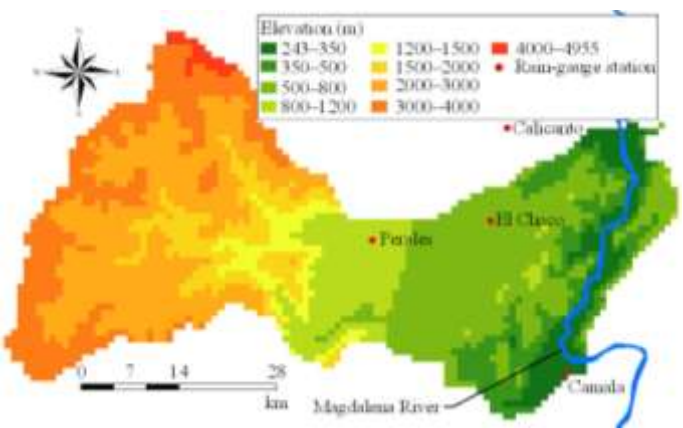 N
Elevation (m)
243–350
350–500
500–800
800–1200
1200–1500
1500–2000
2000–3000
3000–4000
4000–4955
Rain-gauge station
Calicanto
El Chaco
Perales
0 7 14 28
km
Magdalena River
Canada